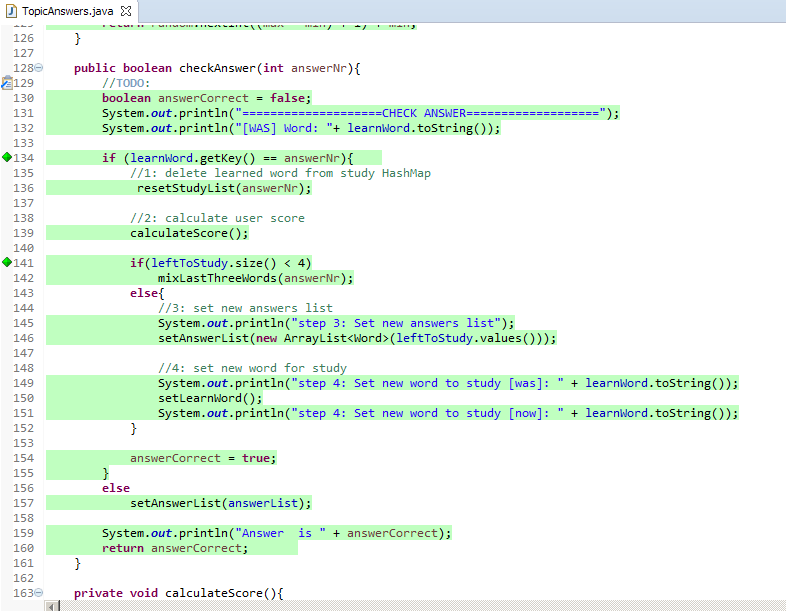 TopicAnswers.java
125 return random.nextInt((max - min) + 1) + min;
126 }
127
128 public boolean checkAnswer(int answerNr){
129 //TODO:
130 boolean answerCorrect = false;
131 System.out.println("====================CHECK ANSWER===================");
132 System.out.println("[WAS] Word: "+ learnWord.toString());
133
134 if (learnWord.getKey() == answerNr){
135 //1: delete learned word from study HashMap
136 resetStudyList(answerNr);
137
138 //2: calculate user score
139 calculateScore();
140
141 if(leftToStudy.size() < 4)
142 mixLastThreeWords(answerNr);
143 else{
144 //3: set new answers list
145 System.out.println("step 3: Set new answers list");
146 setAnswerList(new ArrayList<Word>(leftToStudy.values()));
147
148 //4: set new word for study
149 System.out.println("step 4: Set new word to study [was]: " + learnWord.toString());
150 setLearnWord();
151 System.out.println("step 4: Set new word to study [now]: " + learnWord.toString());
152 }
153
154 answerCorrect = true;
155 }
156 else
157 setAnswerList(answerList);
158
159 System.out.println("Answer  is " + answerCorrect);
160 return answerCorrect;
161 }
162
163 private void calculateScore(){